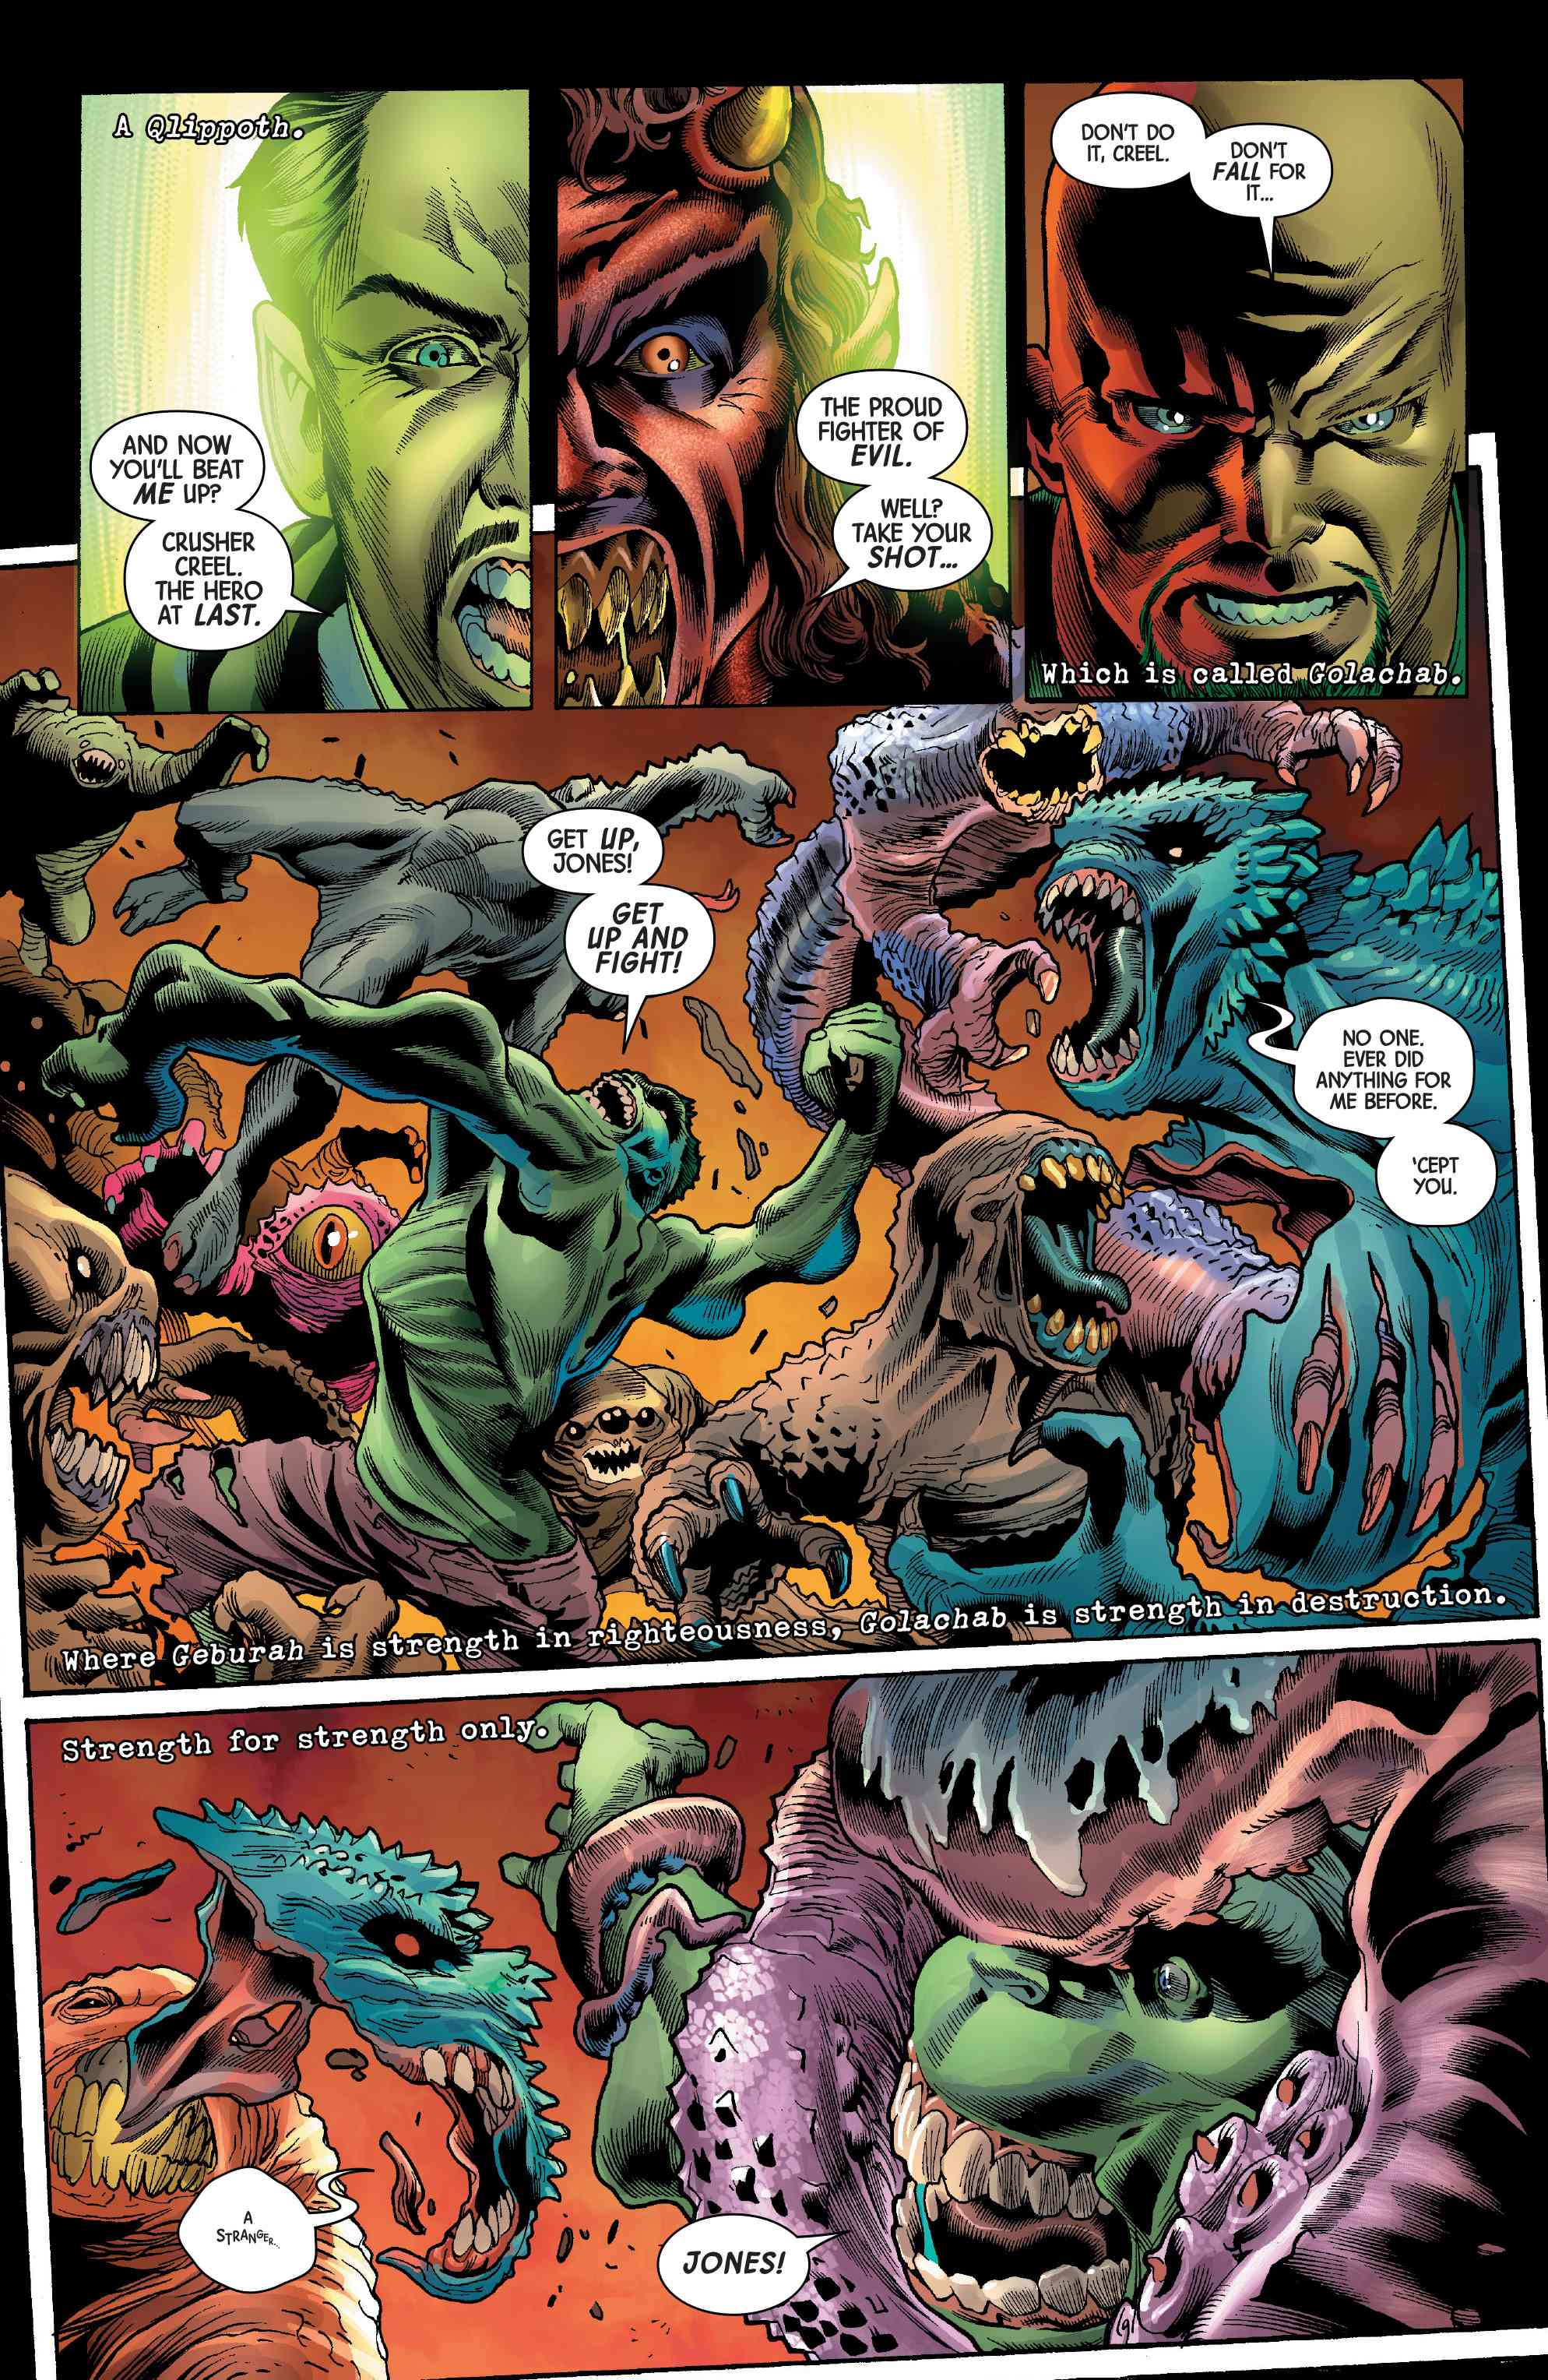 A Qlippoth.
AND NOW
YOU'LL BEAT
ME UP?
CRUSHER
CREEL.
THE HERO
AT LAST.
THE PROUD
FIGHTER OF
EVIL.
WELL?
TAKE YOUR
SHOT...
DON'T DO
IT, CREEL.
DON'T
FALL FOR
IT...
Which is called Golachab.
GET UP,
JONES!
GET
UP AND
FIGHT!
NO ONE.
EVER DID
ANYTHING FOR
ME BEFORE.
'CEPT
YOU.
Where Geburah is strength in righteousness, Golachab is strength in destruction.
Strength for strength only.
A
STRANGER...
JONES!